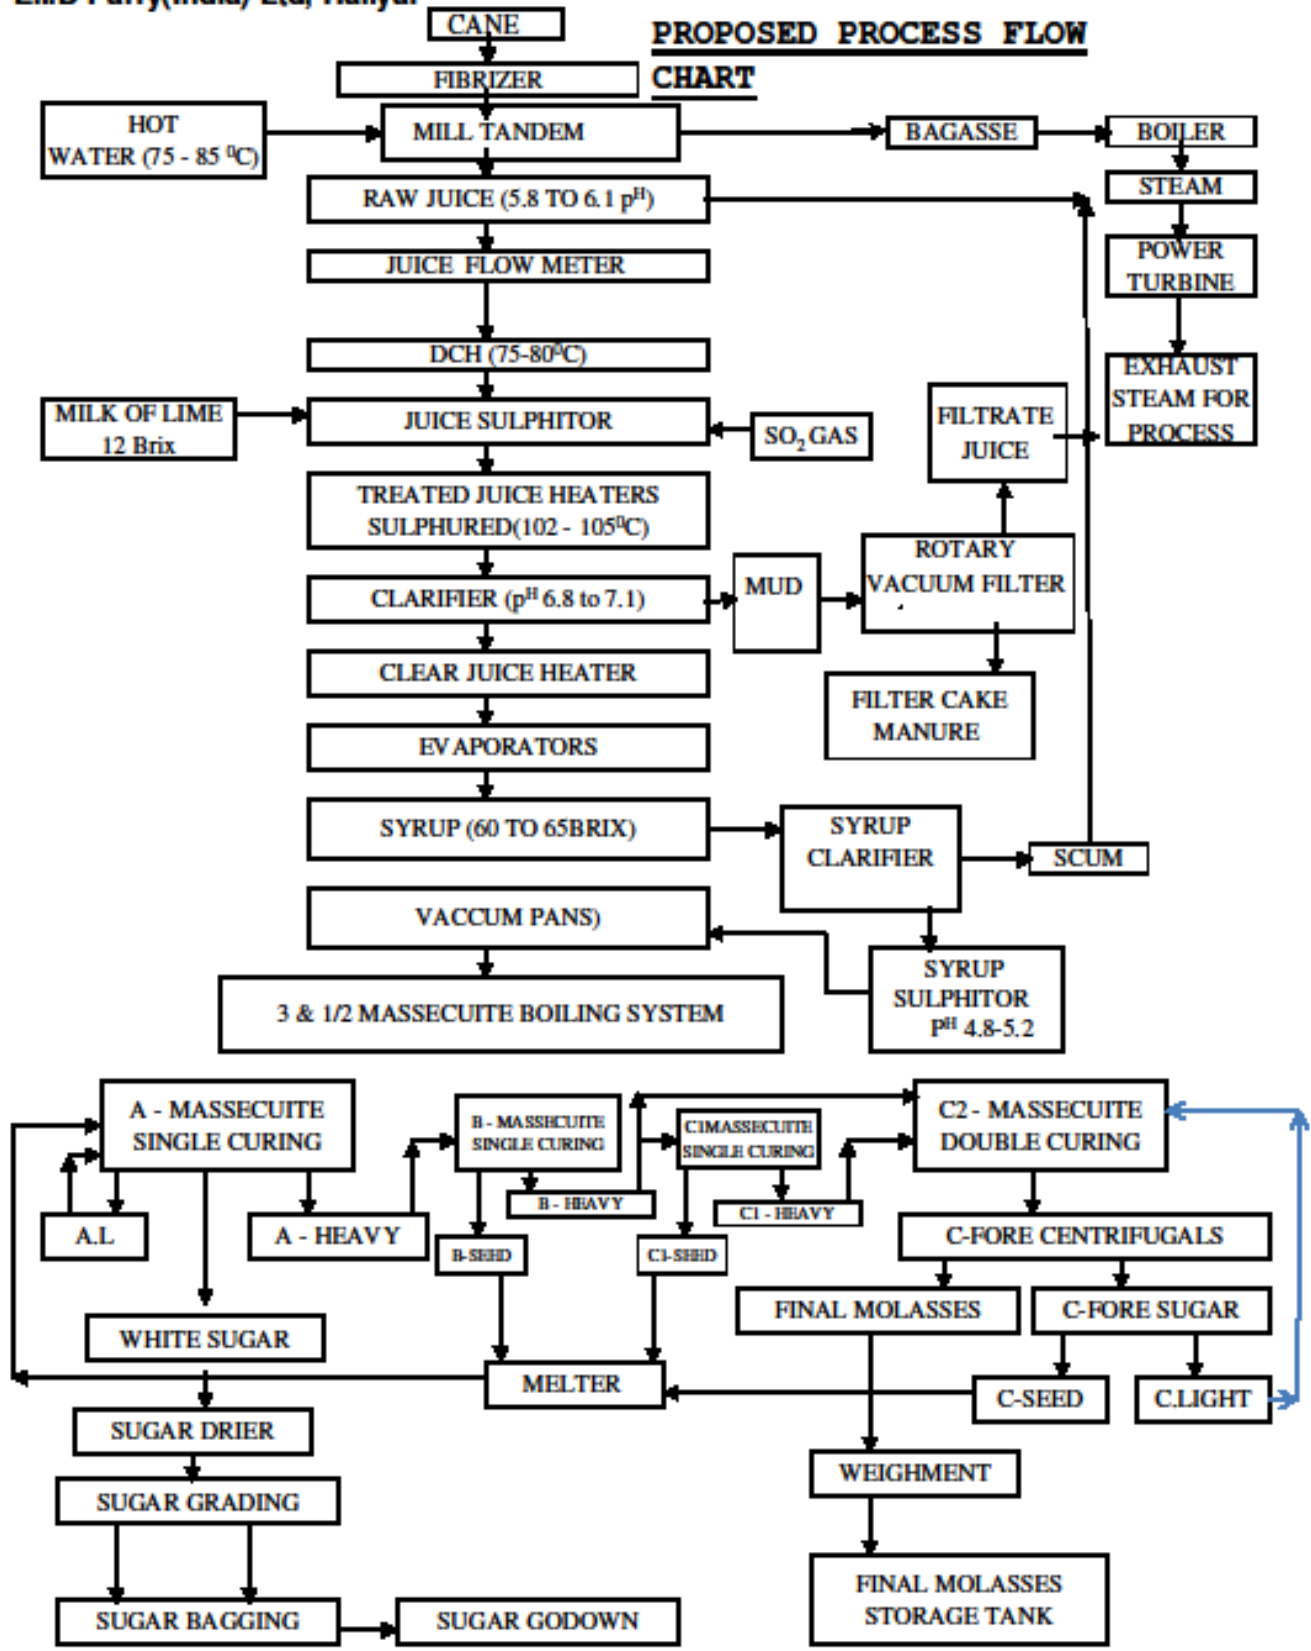 CANE
PROPOSED PROCESS FLOW
CHART
FIBRIZER
HOT
WATER (75 - 85 ⁰C)
MILL TANDEM
BAGASSE
BOILER
RAW JUICE (5.8 TO 6.1 pᴴ)
STEAM
JUICE FLOW METER
POWER
TURBINE
DCH (75-80⁰C)
EXHAUST
STEAM FOR
PROCESS
MILK OF LIME
12 Brix
JUICE SULPHITOR
SO₂ GAS
FILTRATE
JUICE
TREATED JUICE HEATERS
SULPHURED(102 - 105⁰C)
ROTARY
VACUUM FILTER
CLARIFIER (pᴴ 6.8 to 7.1)
MUD
CLEAR JUICE HEATER
FILTER CAKE
MANURE
EVAPORATORS
SYRUP (60 TO 65BRIX)
SYRUP
CLARIFIER
SCUM
VACCUM PANS)
SYRUP
SULPHITOR
Pᴴ 4.8-5.2
3 & 1/2 MASSECUITE BOILING SYSTEM
A - MASSECUITE
SINGLE CURING
B - MASSECUITE
SINGLE CURING
C1MASSECUITE
SINGLE CURING
C2 - MASSECUITE
DOUBLE CURING
A.L
A - HEAVY
B - HEAVY
C1 - HEAVY
B-SEED
C1-SEED
C-FORE CENTRIFUGALS
WHITE SUGAR
FINAL MOLASSES
C-FORE SUGAR
MELTER
C-SEED
C.LIGHT
SUGAR DRIER
WEIGHMENT
SUGAR GRADING
FINAL MOLASSES
STORAGE TANK
SUGAR BAGGING
SUGAR GODOWN